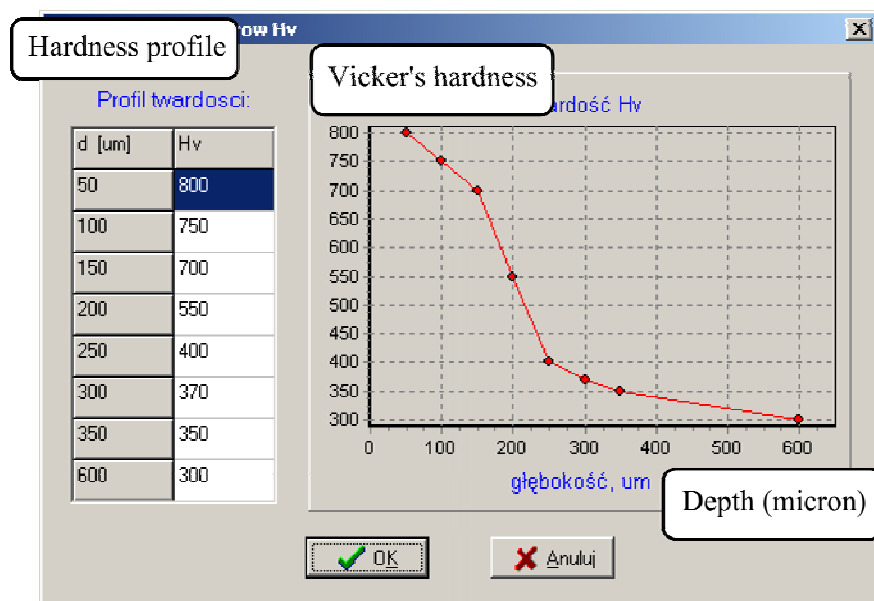 Hardness profile
row Hv
Vicker's hardness
Profil twardosci:
ardość Hv
d [um] Hv
50 800
100 750
150 700
200 550
250 400
300 370
350 350
600 300
800
750
700
650
600
550
500
450
400
350
300
0 100 200 300 400 500 600
głębokość, um
Depth (micron)
OK
Anuluj